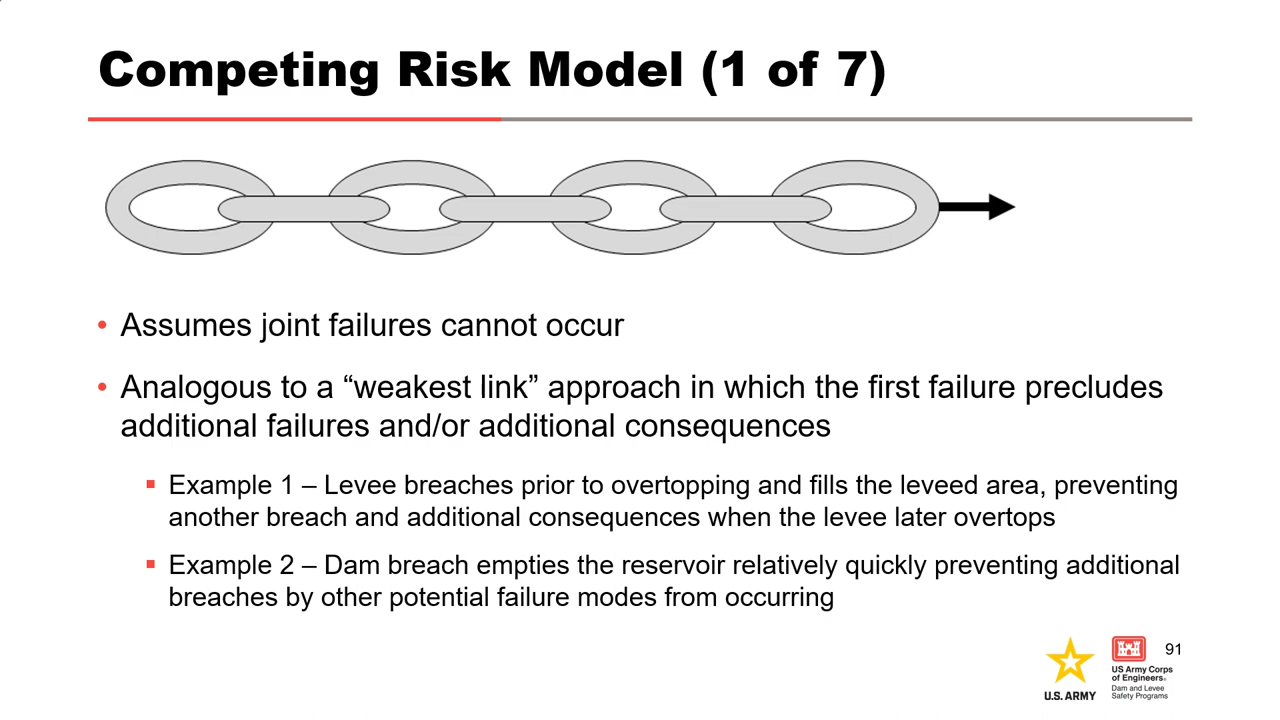 Competing Risk Model (1 of 7)
• Assumes joint failures cannot occur
• Analogous to a “weakest link” approach in which the first failure precludes
additional failures and/or additional consequences
▪ Example 1 – Levee breaches prior to overtopping and fills the leveed area, preventing
another breach and additional consequences when the levee later overtops
▪ Example 2 – Dam breach empties the reservoir relatively quickly preventing additional
breaches by other potential failure modes from occurring
91
U.S. ARMY
US Army Corps
of Engineers®
Dam and Levee
Safety Programs